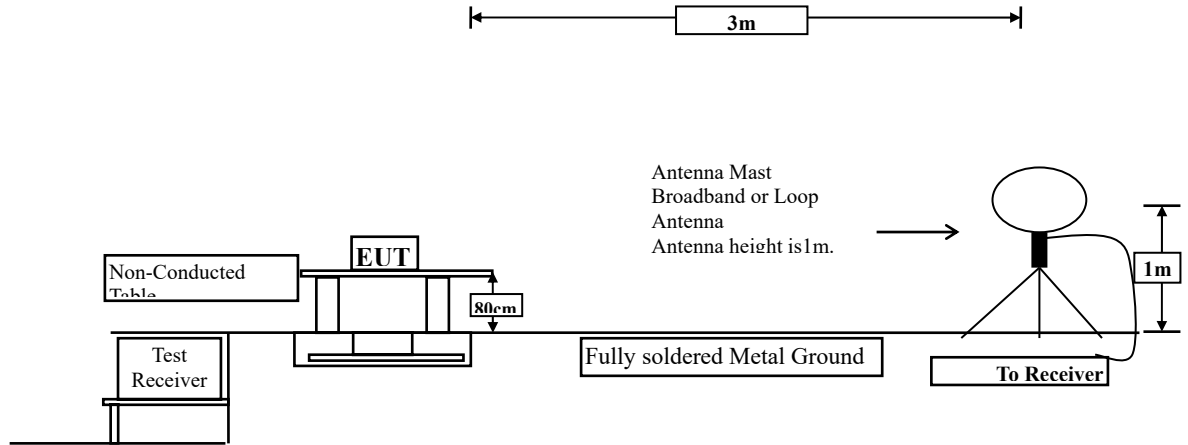 3m
Antenna Mast
Broadband or Loop
Antenna
Antenna height is1m.
EUT
Non-Conducted
Table
80cm
1m
Test
Receiver
Fully soldered Metal Ground
To Receiver